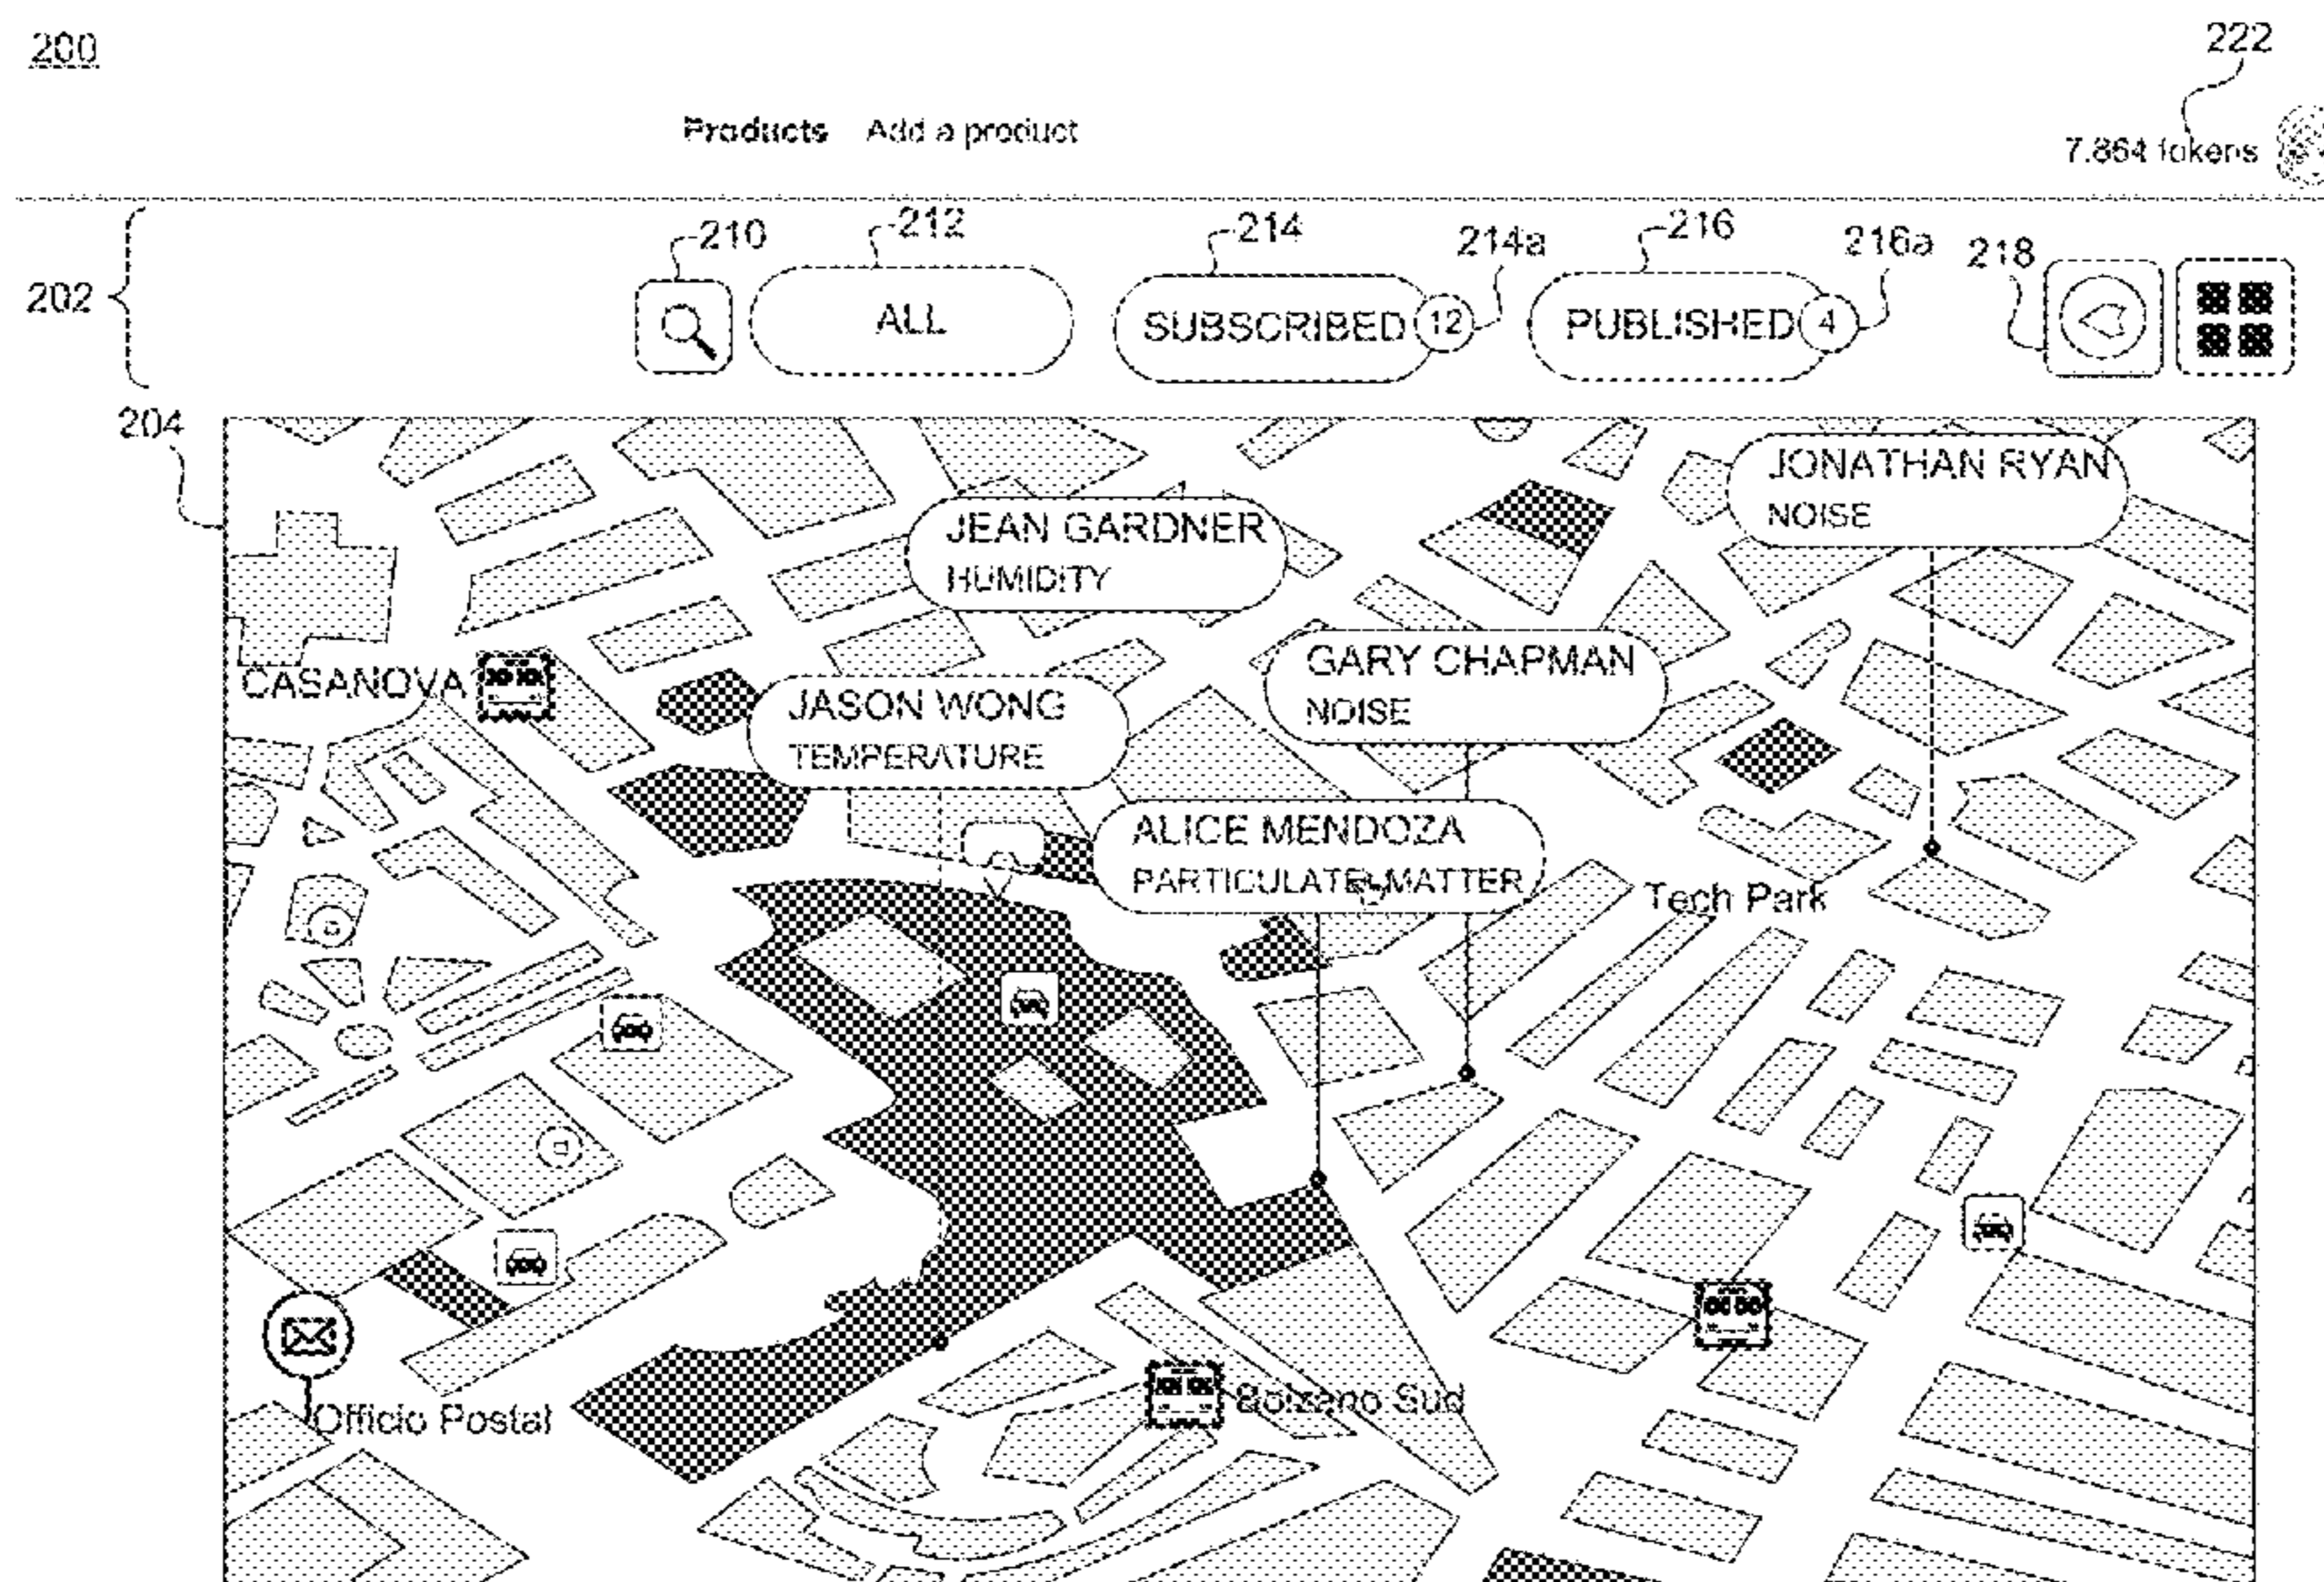 200
222
Products Add a product
7.864 tokens
202
210
212
214
214a
216
216a
218
ALL
SUBSCRIBED 12
PUBLISHED 4
204
JONATHAN RYAN
NOISE
JEAN GARDNER
HUMIDITY
GARY CHAPMAN
NOISE
CASANOVA
JASON WONG
TEMPERATURE
ALICE MENDOZA
PARTICULATE MATTER
Tech Park
Bolzano Sud
Officio Postal